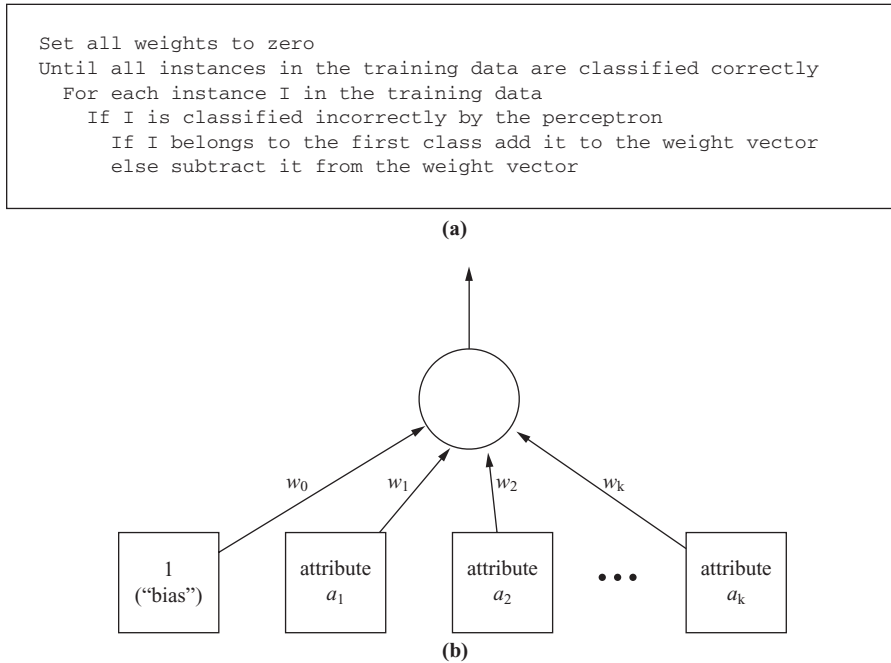 Set all weights to zero
Until all instances in the training data are classified correctly
For each instance I in the training data
If I is classified incorrectly by the perceptron
If I belongs to the first class add it to the weight vector
else subtract it from the weight vector
(a)
w0 w1 w2 wk
1 attribute attribute attribute
(“bias”) a1 a2 ak
(b)